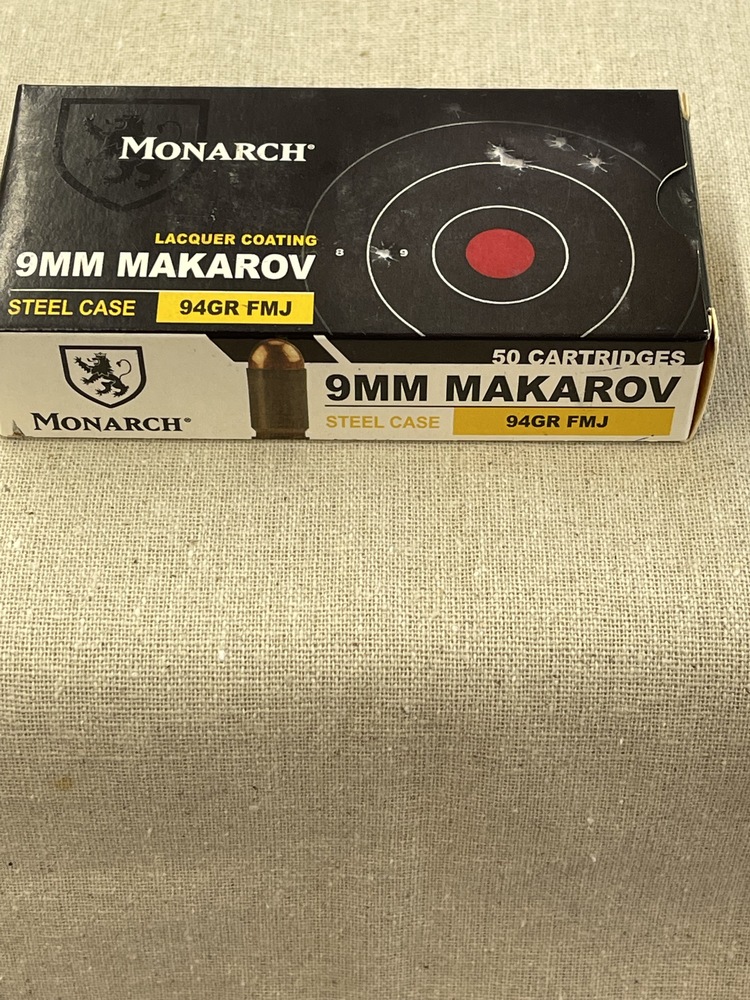 MONARCH®
LACQUER COATING
9MM MAKAROV
STEEL CASE 94GR FMJ
8 9
50 CARTRIDGES
9MM MAKAROV
STEEL CASE 94GR FMJ
MONARCH®